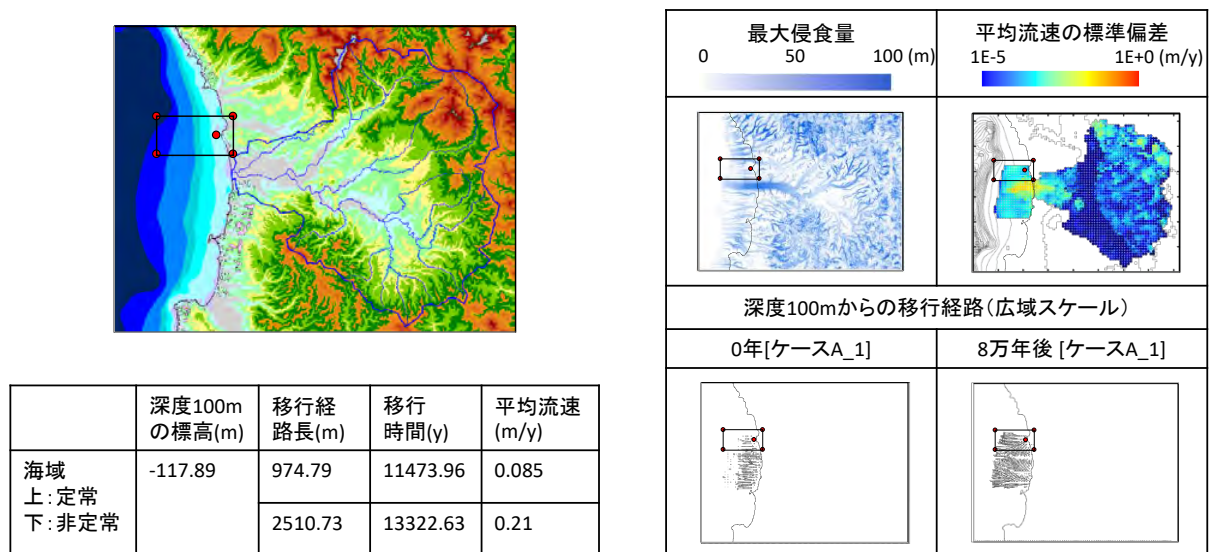 最大侵食量
0 50 100 (m)
平均流速の標準偏差
1E-5 1E+0 (m/y)
深度100mからの移行経路(広域スケール)
0年[ケースA_1]
8万年後 [ケースA_1]
深度100m
の標高(m)
移行経
路長(m)
移行
時間(y)
平均流速
(m/y)
海域
上:定常
下:非定常
-117.89
974.79
11473.96
0.085
2510.73
13322.63
0.21